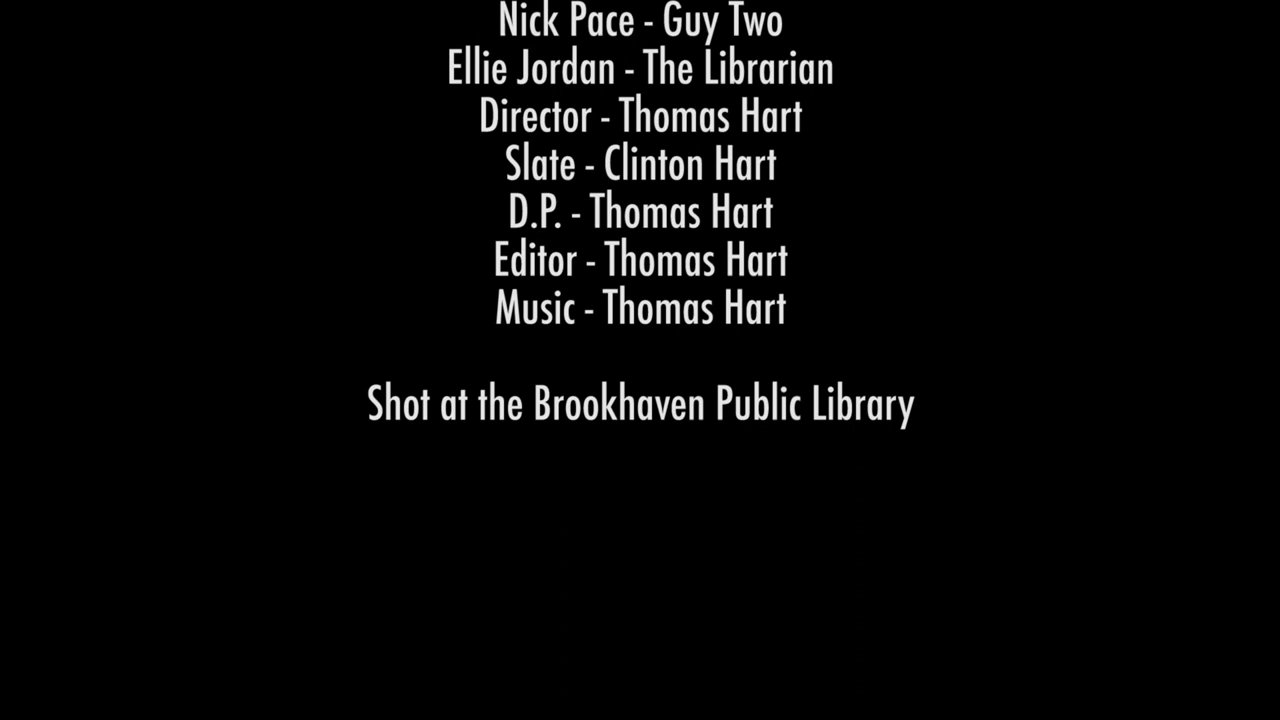 Nick Pace - Guy Two
Ellie Jordan - The Librarian
Director - Thomas Hart
Slate - Clinton Hart
D.P. - Thomas Hart
Editor - Thomas Hart
Music - Thomas Hart
Shot at the Brookhaven Public Library